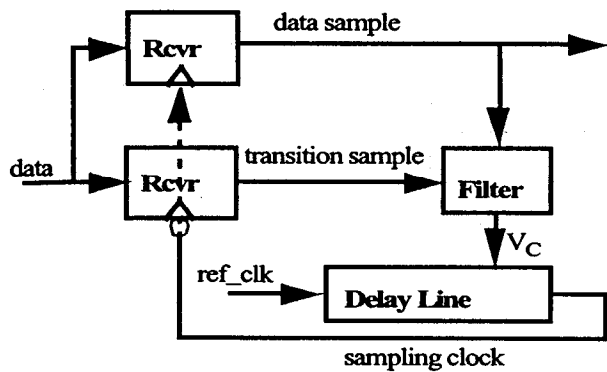 data sample
Rcvr
transition sample
data
Rcvr
Filter
V_C
ref_clk
Delay Line
sampling clock